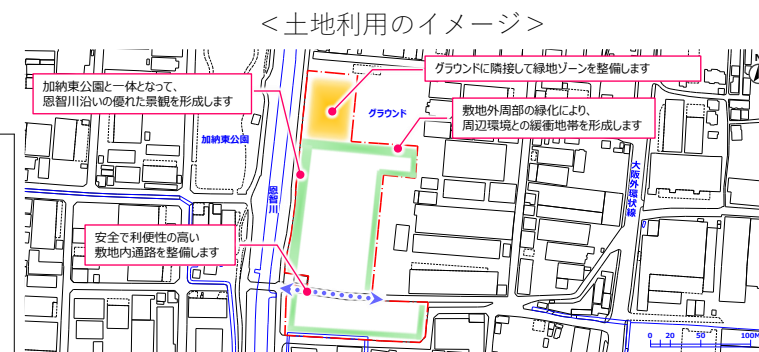 ＜土地利用のイメージ＞
グラウンドに隣接して緑地ゾーンを整備します
加納東公園と一体となって、
恩智川沿いの優れた景観を形成します
グラウンド
敷地外周部の緑化により、
周辺環境との緩衝地帯を形成します
加納東公園
大阪外環状線
恩智川
安全で利便性の高い
敷地内通路を整備します
0 20 50 100M